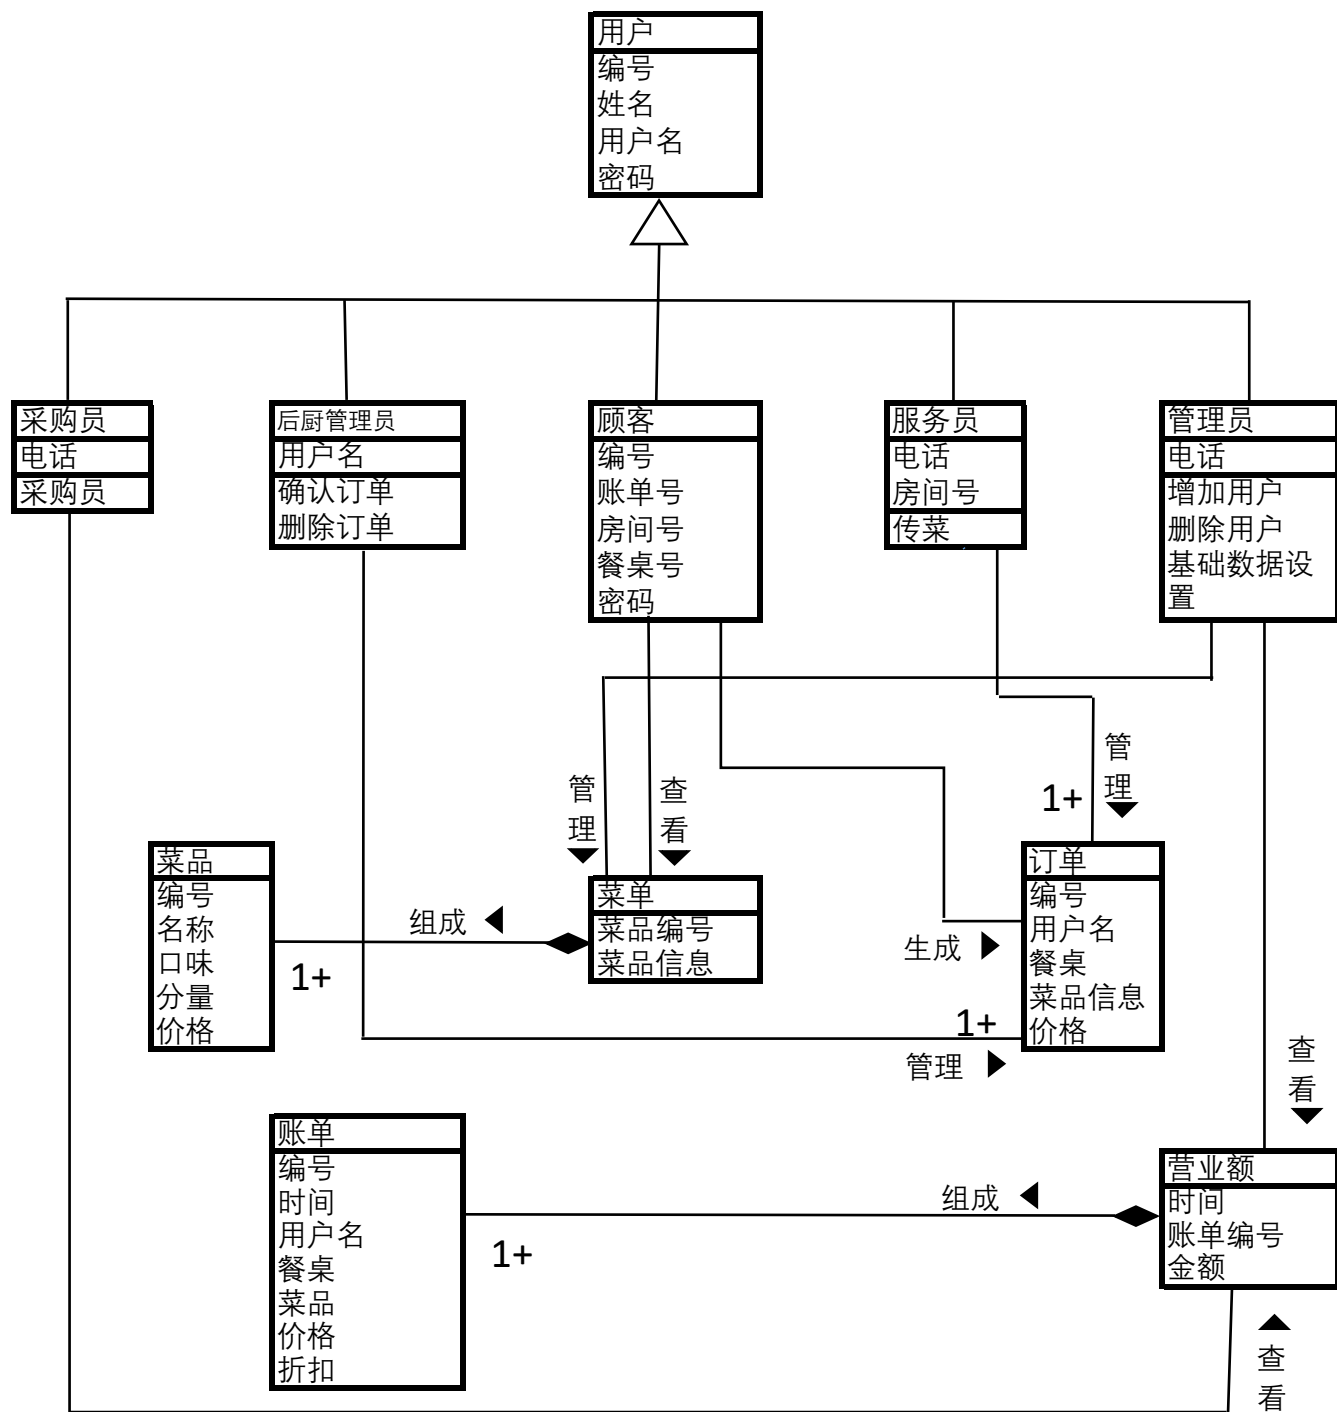 用户
编号
姓名
用户名
密码
采购员
电话
采购员
后厨管理员
用户名
确认订单
删除订单
顾客
编号
账单号
房间号
餐桌号
密码
服务员
电话
房间号
传菜
管理员
电话
增加用户
删除用户
基础数据设
置
管
理
查
看
管
理
1+
菜品
编号
名称
口味
分量
价格
组成
1+
菜单
菜品编号
菜品信息
生成
订单
编号
用户名
餐桌
菜品信息
价格
1+
管理
查
看
账单
编号
时间
用户名
餐桌
菜品
价格
折扣
组成
1+
营业额
时间
账单编号
金额
查
看